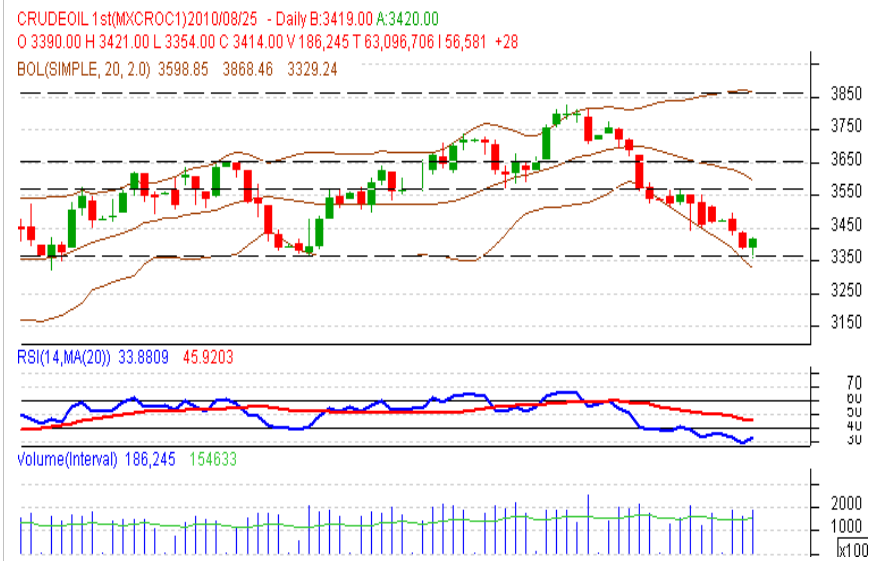 CRUDEOIL 1st(MXCROC1)2010/08/25 - Daily B:3419.00 A:3420.00
O 3390.00 H 3421.00 L 3354.00 C 3414.00 V 186,245 T 63,096,706 I 56,581 +28
BOL(SIMPLE, 20, 2.0) 3598.85 3868.46 3329.24
3850
3750
3650
3550
3450
3350
3250
3150
RSI(14,MA(20)) 33.8809 45.9203
70
60
50
40
30
Volume(Interval) 186,245 154633
2000
1000
x100